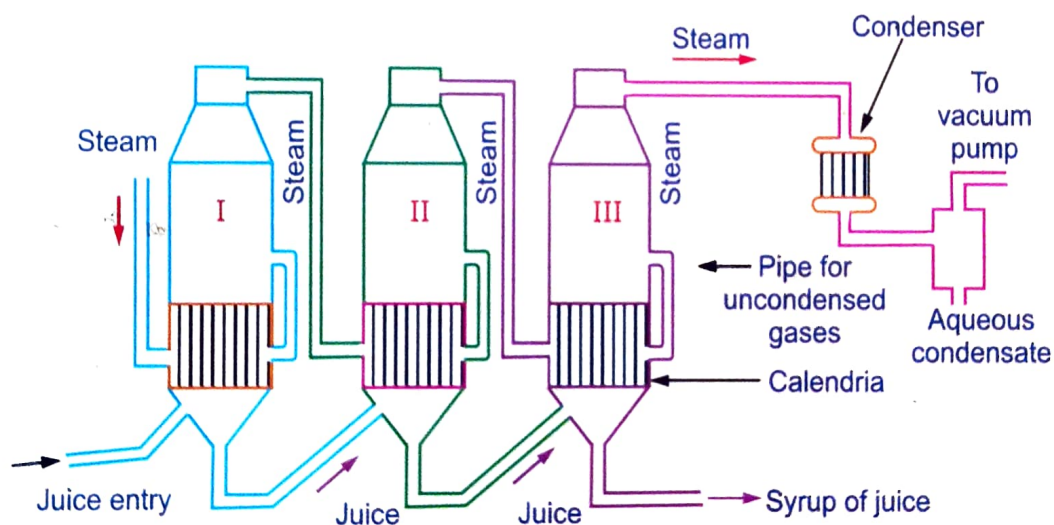 Steam
Condenser
To
vacuum
pump
Steam
Steam
Steam
Steam
I
II
III
Pipe for
uncondensed
gases
Aqueous
condensate
Calendria
Juice entry
Juice
Juice
Syrup of juice